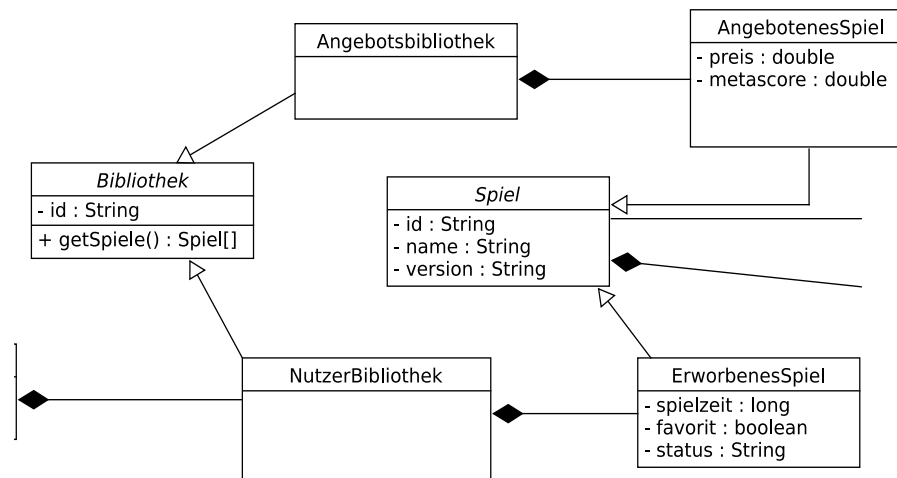 Angebotsbibliothek
AngebotenesSpiel
- preis : double
- metascore : double
Bibliothek
- id : String
+ getSpiele() : Spiel[]
Spiel
- id : String
- name : String
- version : String
NutzerBibliothek
ErworbenesSpiel
- spielzeit : long
- favorit : boolean
- status : String